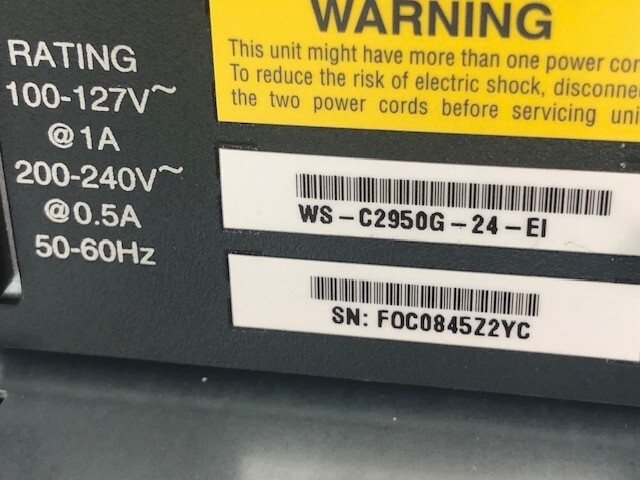 RATING
100-127V~
@1A
200-240V~
@0.5A
50-60Hz
WARNING
This unit might have more than one power
To reduce the risk of electric shock,
the two power cords before servicing
WS-C2950G-24-EI
SN: FOC0845Z2YC